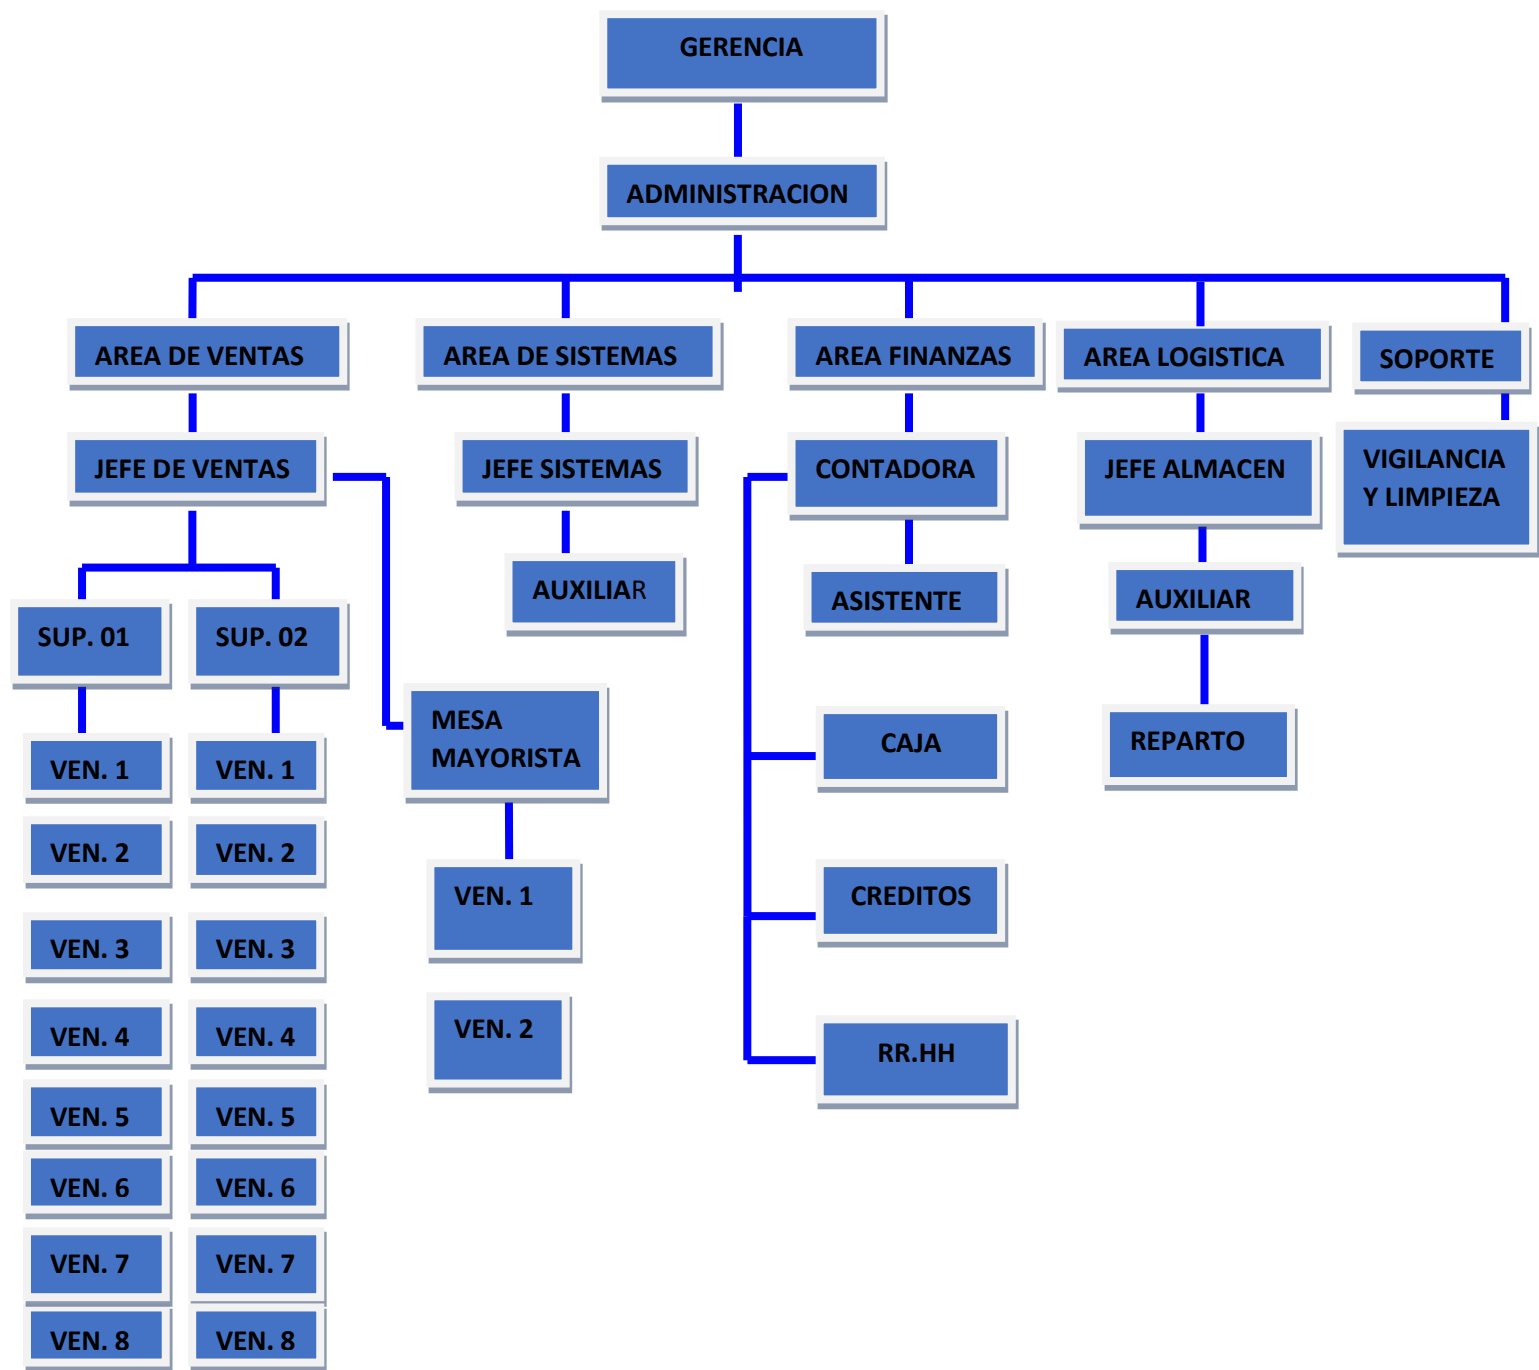 GERENCIA
ADMINISTRACION
AREA DE VENTAS
AREA DE SISTEMAS
AREA FINANZAS
AREA LOGISTICA
SOPORTE
JEFE DE VENTAS
JEFE SISTEMAS
CONTADORA
JEFE ALMACEN
VIGILANCIA
Y LIMPIEZA
AUXILIAR
ASISTENTE
AUXILIAR
SUP. 01
SUP. 02
MESA
MAYORISTA
CAJA
REPARTO
VEN. 1
VEN. 1
VEN. 2
VEN. 2
VEN. 1
CREDITOS
VEN. 3
VEN. 3
VEN. 4
VEN. 4
VEN. 2
RR.HH
VEN. 5
VEN. 5
VEN. 6
VEN. 6
VEN. 7
VEN. 7
VEN. 8
VEN. 8